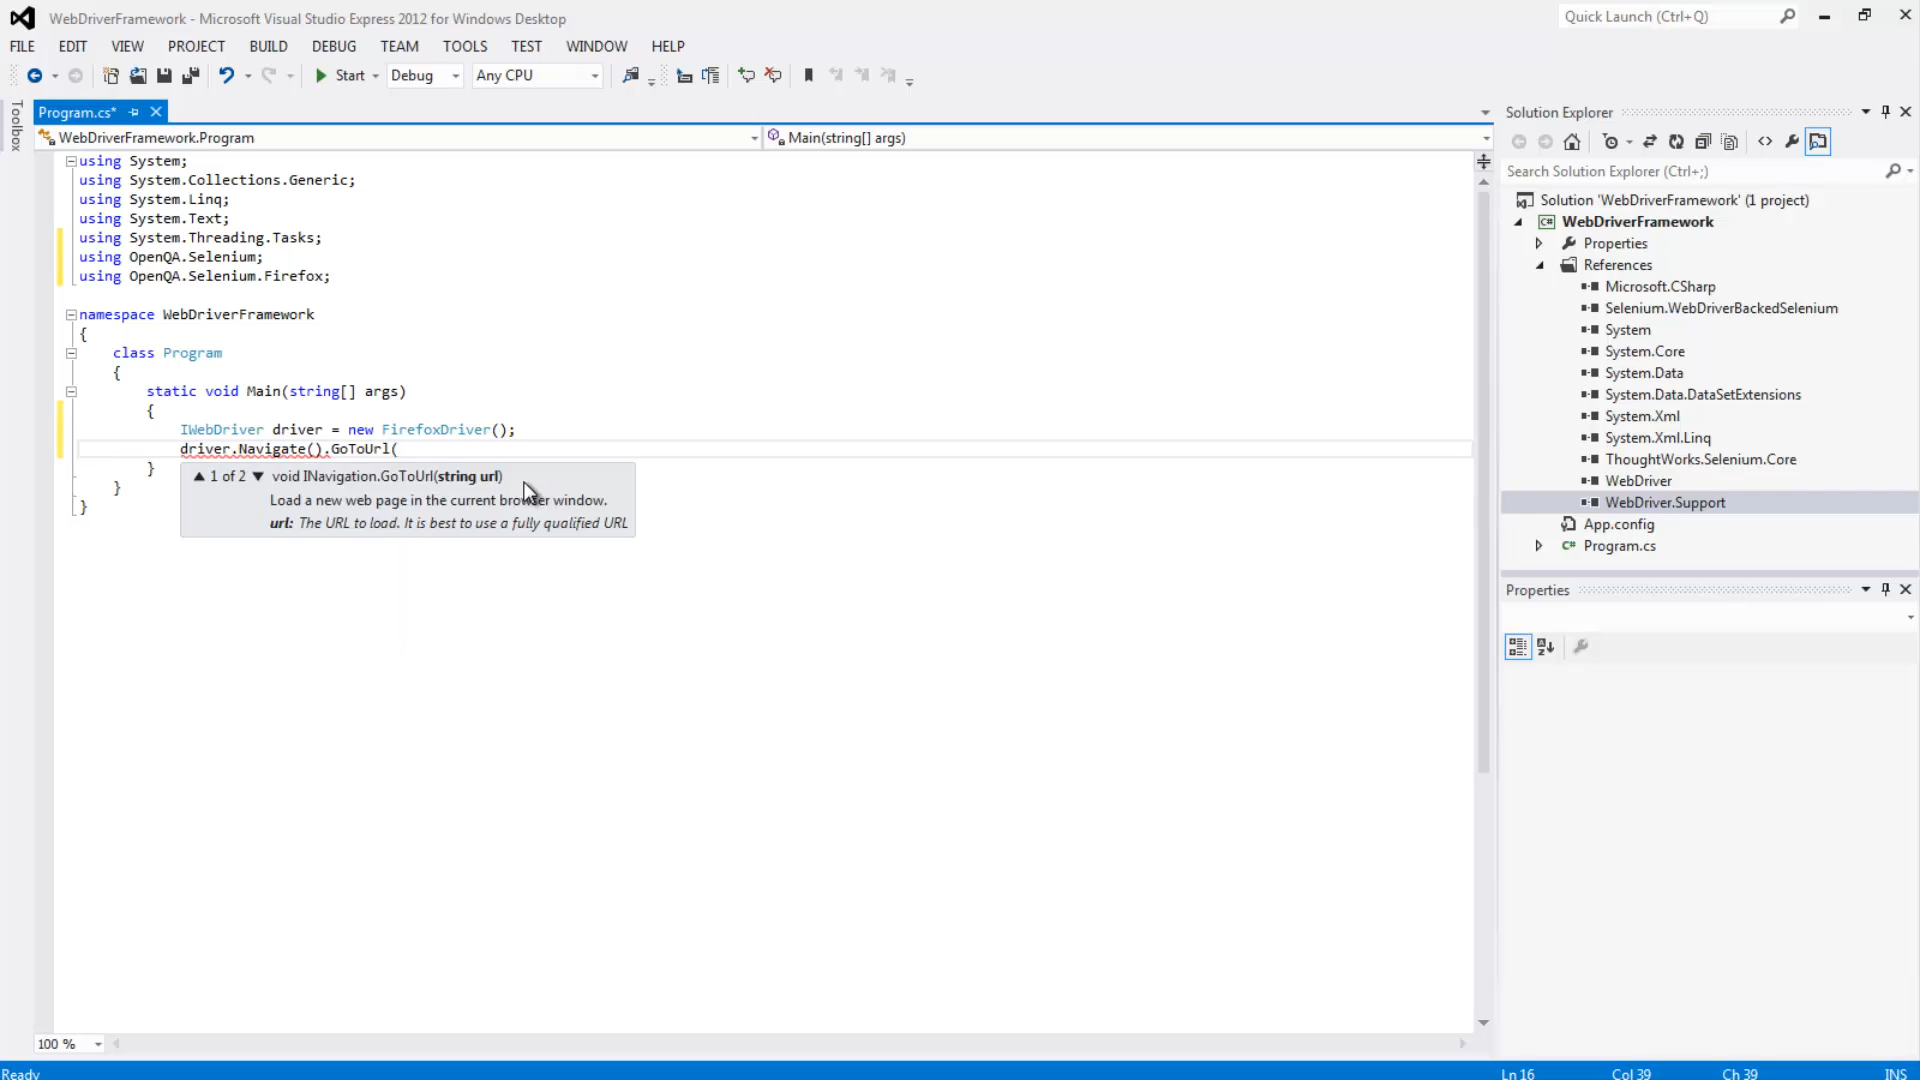 WebDriverFramework - Microsoft Visual Studio Express 2012 for Windows Desktop
Quick Launch (Ctrl+Q)
FILE EDIT VIEW PROJECT BUILD DEBUG TEAM TOOLS TEST WINDOW HELP
Start Debug Any CPU
Toolbox
Program.cs*
WebDriverFramework.Program
Main(string[] args)
using System;
using System.Collections.Generic;
using System.Linq;
using System.Text;
using System.Threading.Tasks;
using OpenQA.Selenium;
using OpenQA.Selenium.Firefox;
namespace WebDriverFramework
{
class Program
{
static void Main(string[] args)
{
IWebDriver driver = new FirefoxDriver();
driver.Navigate().GoToUrl(
}
}
}
1 of 2 void INavigation.GoToUrl(string url)
Load a new web page in the current browser window.
url: The URL to load. It is best to use a fully qualified URL
100 %
Solution Explorer
Search Solution Explorer (Ctrl+;)
Solution 'WebDriverFramework' (1 project)
WebDriverFramework
Properties
References
Microsoft.CSharp
Selenium.WebDriverBackedSelenium
System
System.Core
System.Data
System.Data.DataSetExtensions
System.Xml
System.Xml.Linq
ThoughtWorks.Selenium.Core
WebDriver
WebDriver.Support
App.config
Program.cs
Properties
Ready
Ln 16 Col 39 Ch 39 INS